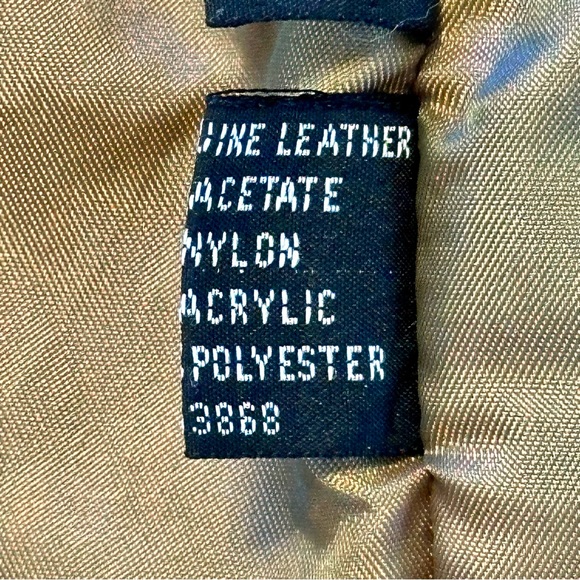 UINE LEATHER
ACETATE
NYLON
ACRYLIC
POLYESTER
3868